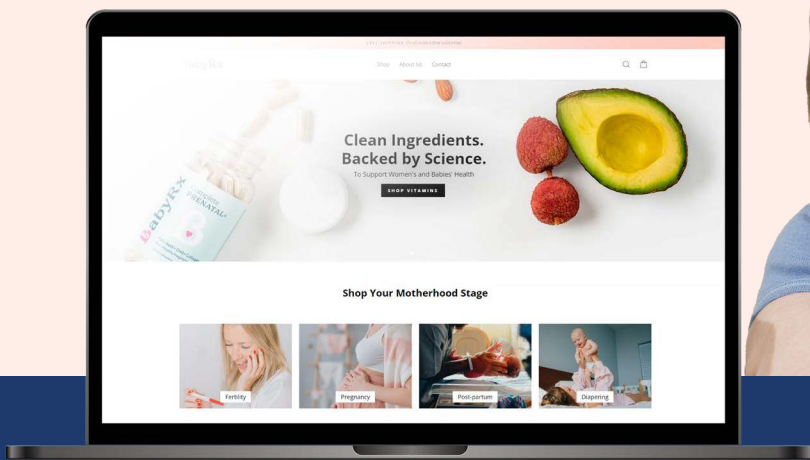 Shop About Us Contact
Clean Ingredients.
Backed by Science.
To Support Women's and Babies' Health
SHOP VITAMINS
BabyRx
Complete
PRENATAL+
Shop Your Motherhood Stage
Fertility
Pregnancy
Post-partum
Diapering